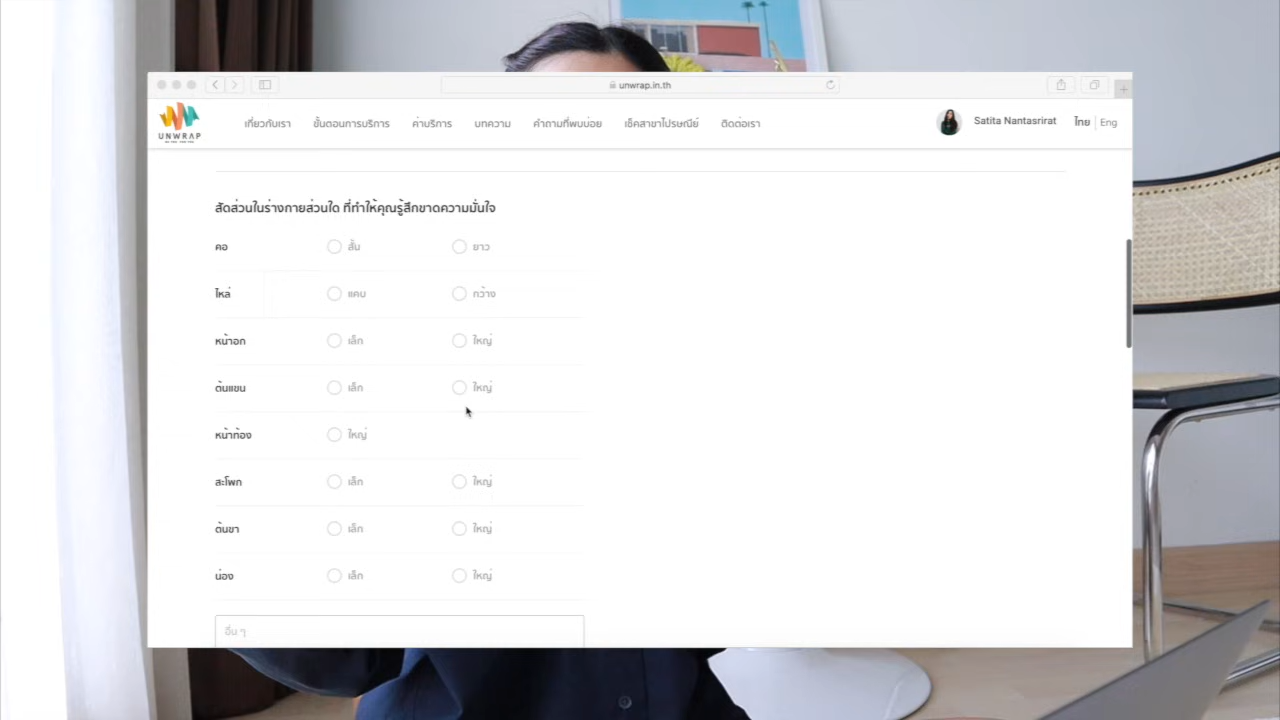 unwrap.in.th
UNWRAP
เกี่ยวกับเรา ขั้นตอนการบริการ ค่าบริการ บทความ คำถามที่พบบ่อย เช็คสาขาไปรษณีย์ ติดต่อเรา Satita Nantasrirat ไทย Eng
สัดส่วนในร่างกายส่วนใด ที่ทำให้คุณรู้สึกขาดความมั่นใจ
คอ สั้น ยาว
ไหล่ แคบ กว้าง
หน้าอก เล็ก ใหญ่
ต้นแขน เล็ก ใหญ่
หน้าท้อง ใหญ่
สะโพก เล็ก ใหญ่
ต้นขา เล็ก ใหญ่
น่อง เล็ก ใหญ่
อื่น ๆ